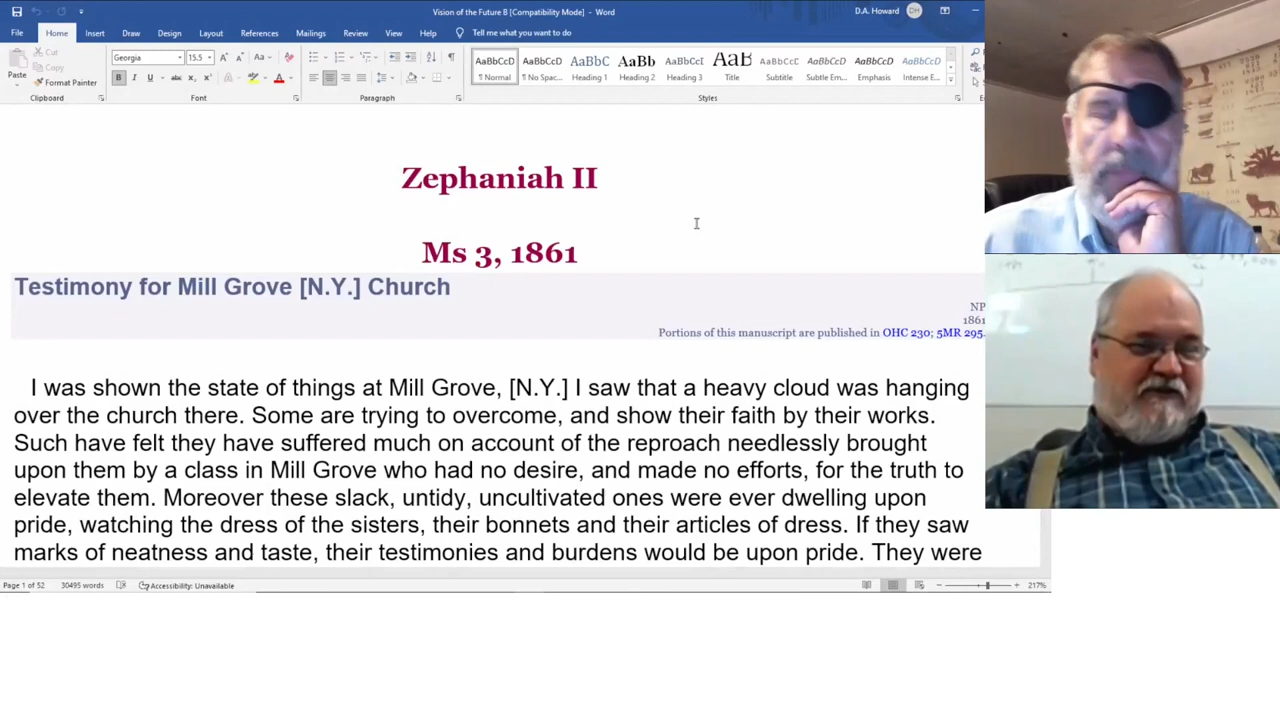 Vision of the Future B [Compatibility Mode] - Word
D.A. Howard DH
File Home Insert Draw Design Layout References Mailings Review View Help Tell me what you want to do
Paste
Cut
Copy
Format Painter
Clipboard
Georgia 15.5
Font
Paragraph
AaBbCcD AaBbCcD AaBbC AaBb AaBbCcI AaB AaBbCcC AaBbCcD AaBbCcD AaBbCcD
¶ Normal ¶ No Spac... Heading 1 Heading 2 Heading 3 Title Subtitle Subtle Em... Emphasis Intense E...
Styles
Zephaniah II
Ms 3, 1861
Testimony for Mill Grove [N.Y.] Church
NP
1861
Portions of this manuscript are published in OHC 230; 5MR 295.
I was shown the state of things at Mill Grove, [N.Y.] I saw that a heavy cloud was hanging
over the church there. Some are trying to overcome, and show their faith by their works.
Such have felt they have suffered much on account of the reproach needlessly brought
upon them by a class in Mill Grove who had no desire, and made no efforts, for the truth to
elevate them. Moreover these slack, untidy, uncultivated ones were ever dwelling upon
pride, watching the dress of the sisters, their bonnets and their articles of dress. If they saw
marks of neatness and taste, their testimonies and burdens would be upon pride. They were
Page 1 of 52 30495 words Accessibility: Unavailable 217%